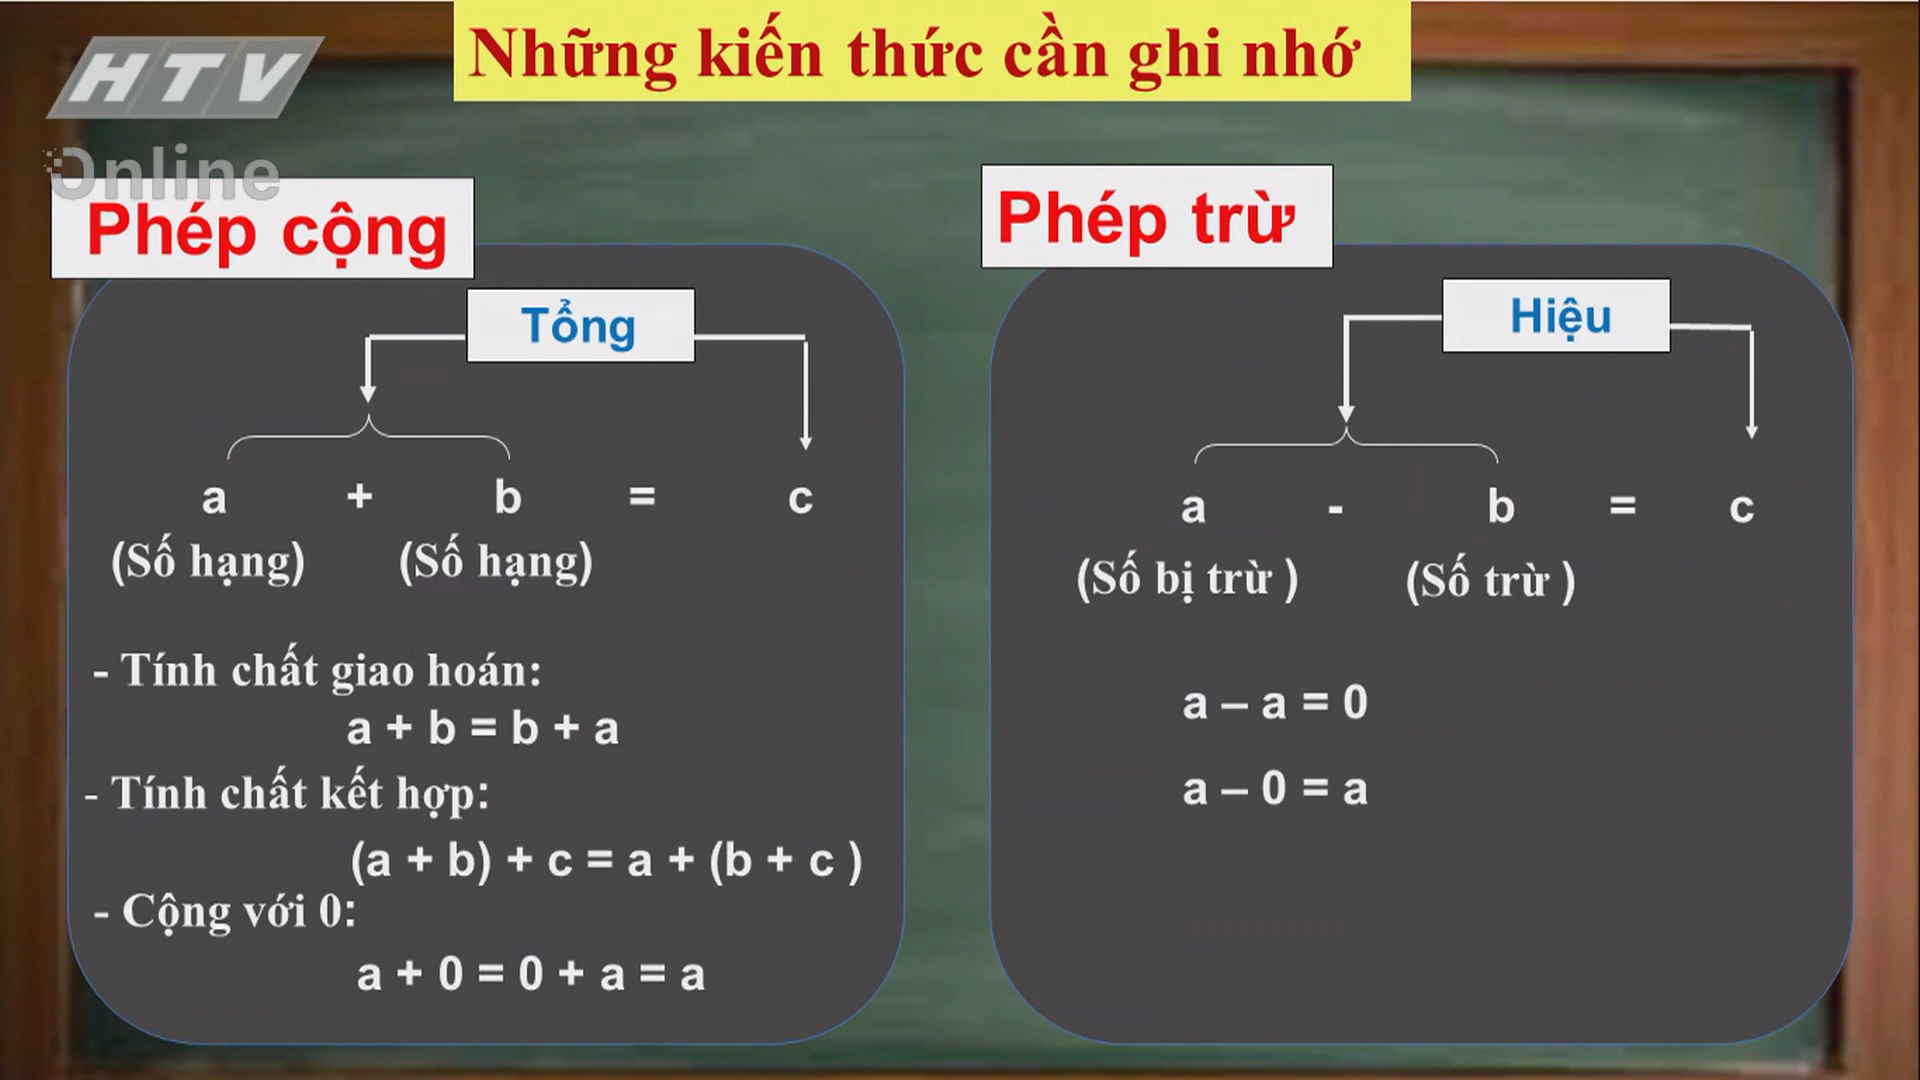 Những kiến thức cần ghi nhớ
HTV
Online
Phép cộng
Tổng
a + b = c
(Số hạng) (Số hạng)
- Tính chất giao hoán:
a + b = b + a
- Tính chất kết hợp:
(a + b) + c = a + (b + c )
- Cộng với 0:
a + 0 = 0 + a = a
Phép trừ
Hiệu
a - b = c
(Số bị trừ ) (Số trừ )
a – a = 0
a – 0 = a